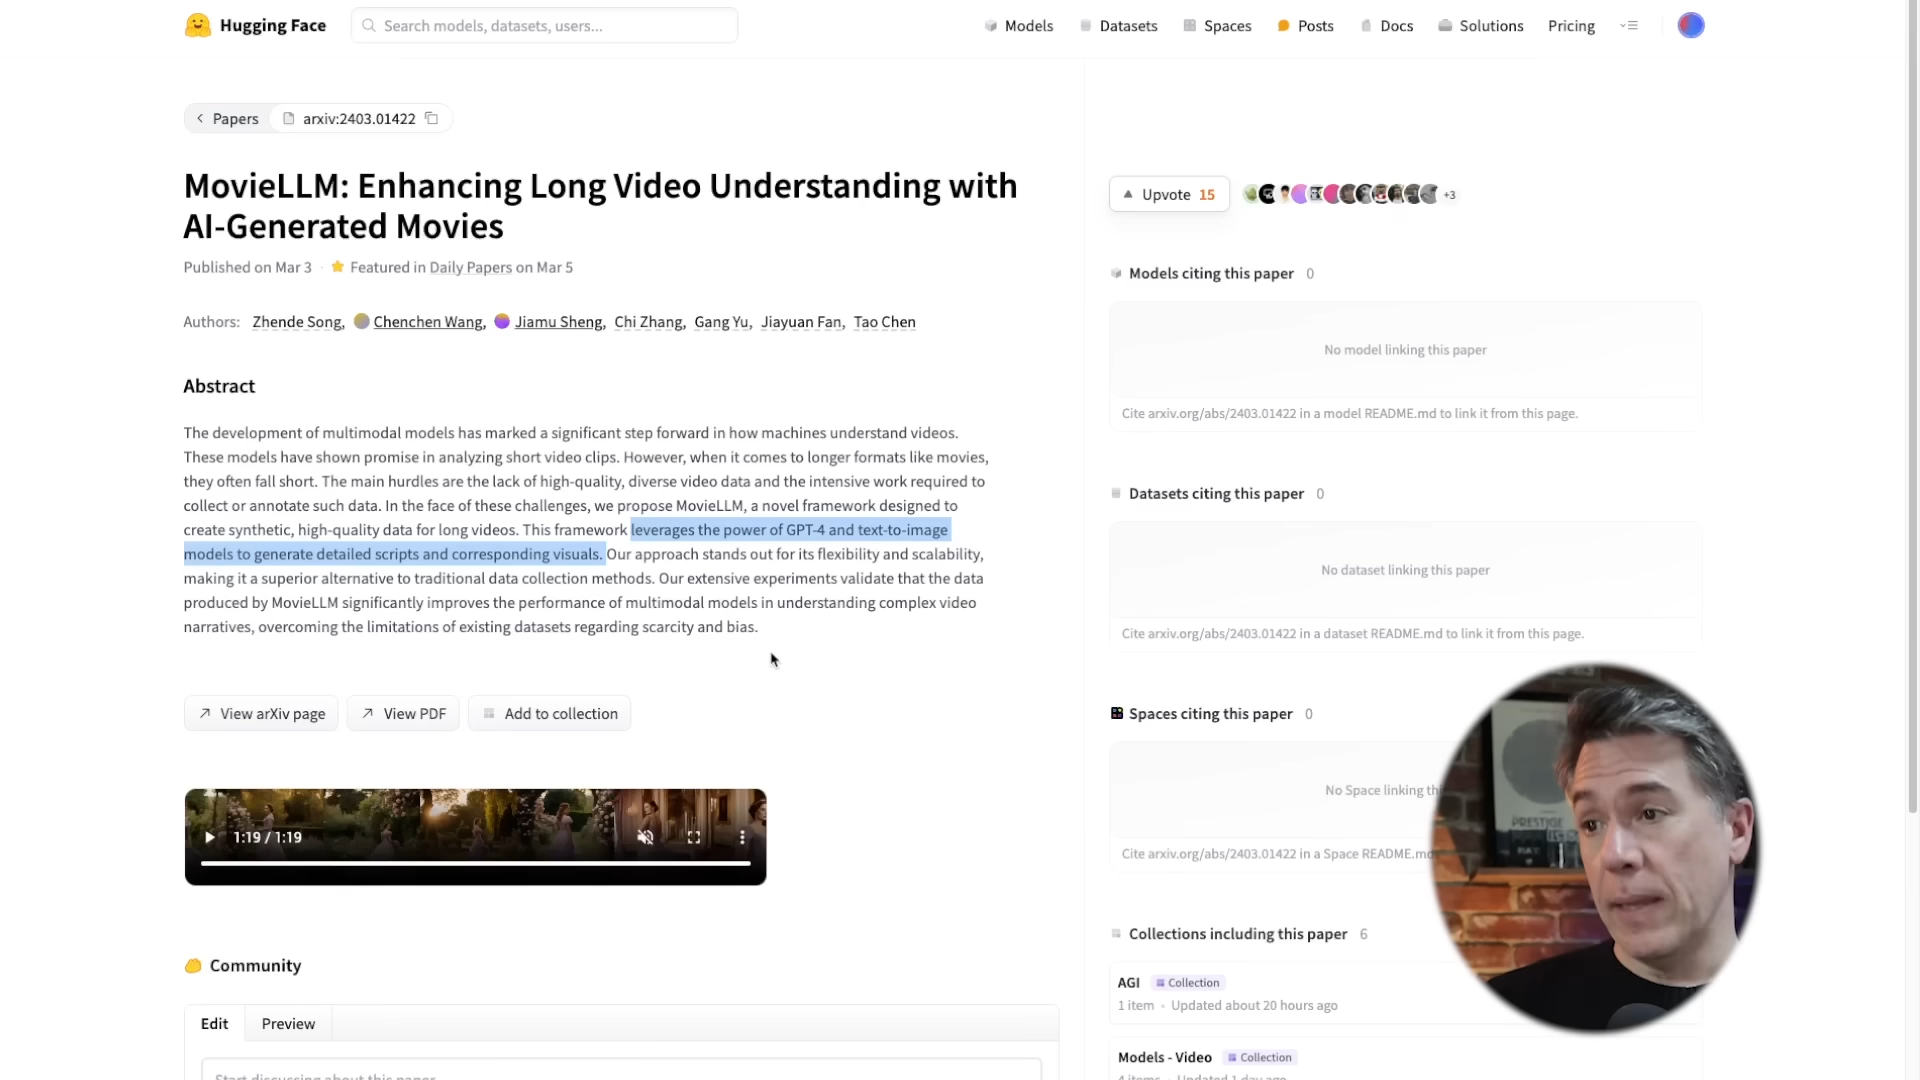 Hugging Face
Search models, datasets, users...
Models
Datasets
Spaces
Posts
Docs
Solutions
Pricing
Papers
arxiv:2403.01422
MovieLLM: Enhancing Long Video Understanding with
AI-Generated Movies
Published on Mar 3 · Featured in Daily Papers on Mar 5
Authors: Zhende Song, Chenchen Wang, Jiamu Sheng, Chi Zhang, Gang Yu, Jiayuan Fan, Tao Chen
Abstract
The development of multimodal models has marked a significant step forward in how machines understand videos.
These models have shown promise in analyzing short video clips. However, when it comes to longer formats like movies,
they often fall short. The main hurdles are the lack of high-quality, diverse video data and the intensive work required to
collect or annotate such data. In the face of these challenges, we propose MovieLLM, a novel framework designed to
create synthetic, high-quality data for long videos. This framework leverages the power of GPT-4 and text-to-image
models to generate detailed scripts and corresponding visuals. Our approach stands out for its flexibility and scalability,
making it a superior alternative to traditional data collection methods. Our extensive experiments validate that the data
produced by MovieLLM significantly improves the performance of multimodal models in understanding complex video
narratives, overcoming the limitations of existing datasets regarding scarcity and bias.
View arXiv page
View PDF
Add to collection
1:19 / 1:19
Community
Edit
Preview
Start discussing about this paper
Upvote 15
+3
Models citing this paper 0
No model linking this paper
Cite arxiv.org/abs/2403.01422 in a model README.md to link it from this page.
Datasets citing this paper 0
No dataset linking this paper
Cite arxiv.org/abs/2403.01422 in a dataset README.md to link it from this page.
Spaces citing this paper 0
No Space linking th
Cite arxiv.org/abs/2403.01422 in a Space README.md
Collections including this paper 6
AGI Collection
1 item · Updated about 20 hours ago
Models - Video Collection
4 items · Updated 1 day ago
PRESTIGE